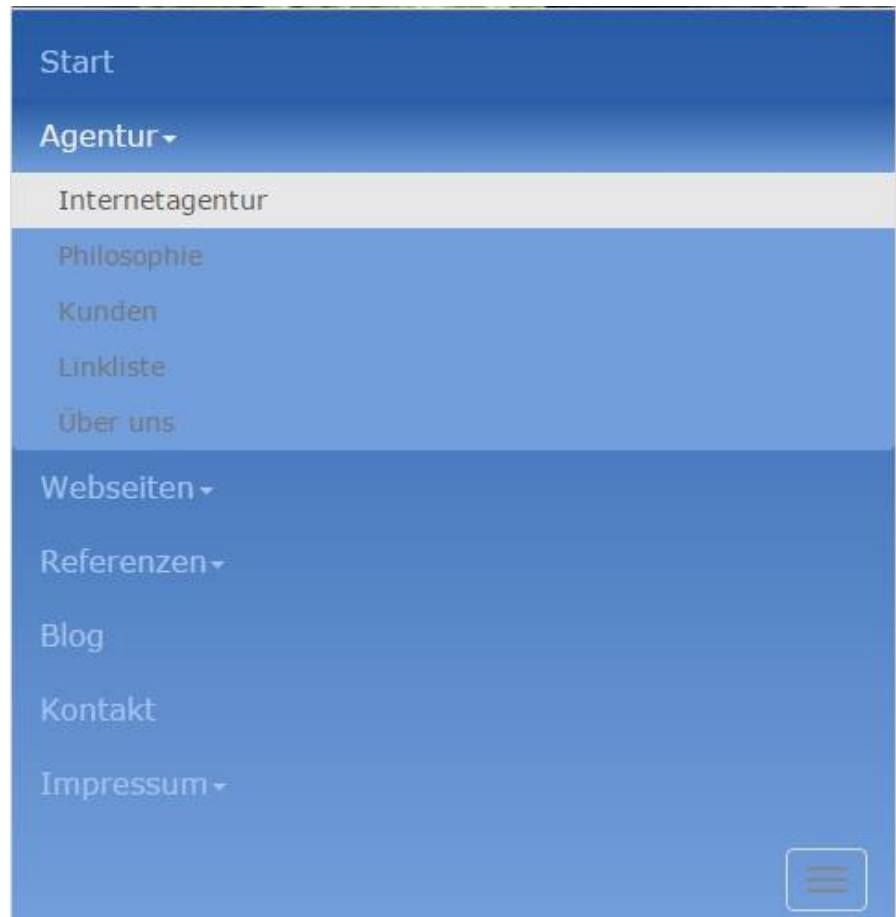 Start
Agentur
Internetagentur
Philosophie
Kunden
Linkliste
Über uns
Webseiten
Referenzen
Blog
Kontakt
Impressum